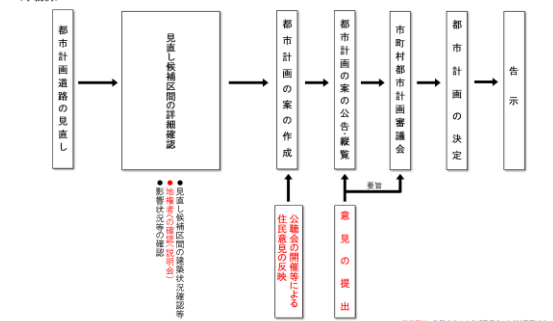 都市計画道路の見直し
見直し候補区間の詳細確認
●見直し候補区間の建築状況確認等
●地権者への確認(説明会)
●影響状況等の確認
都市計画の案の作成
公聴会の開催等による
住民意見の反映
都市計画の案の公告・縦覧
意見の提出
要旨
市町村都市計画審議会
都市計画の決定
告示